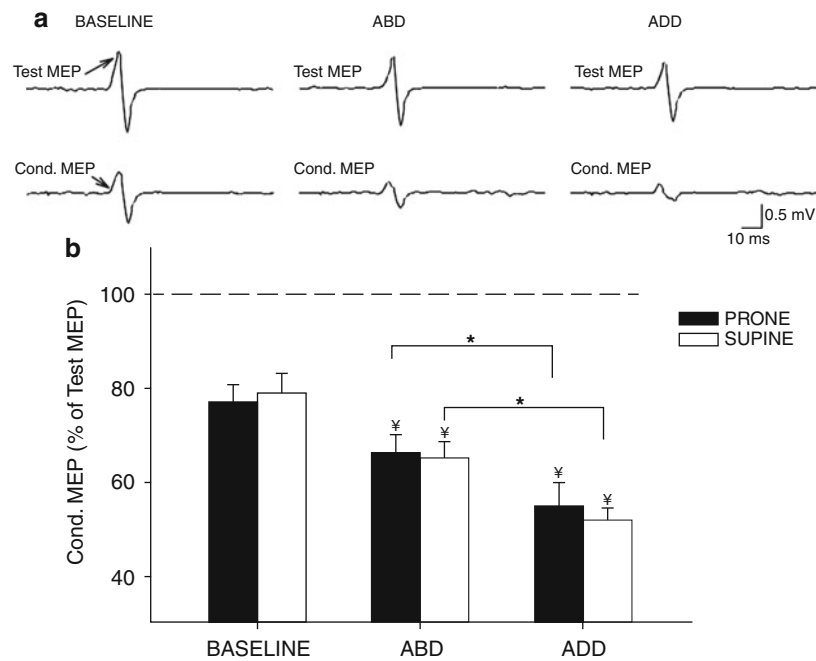 a
BASELINE ABD ADD
Test MEP Test MEP Test MEP
Cond. MEP Cond. MEP Cond. MEP
0.5 mV
10 ms
b
Cond. MEP (% of Test MEP)
100
80
60
40
PRONE
SUPINE
*
*
¥ ¥
¥ ¥
BASELINE ABD ADD